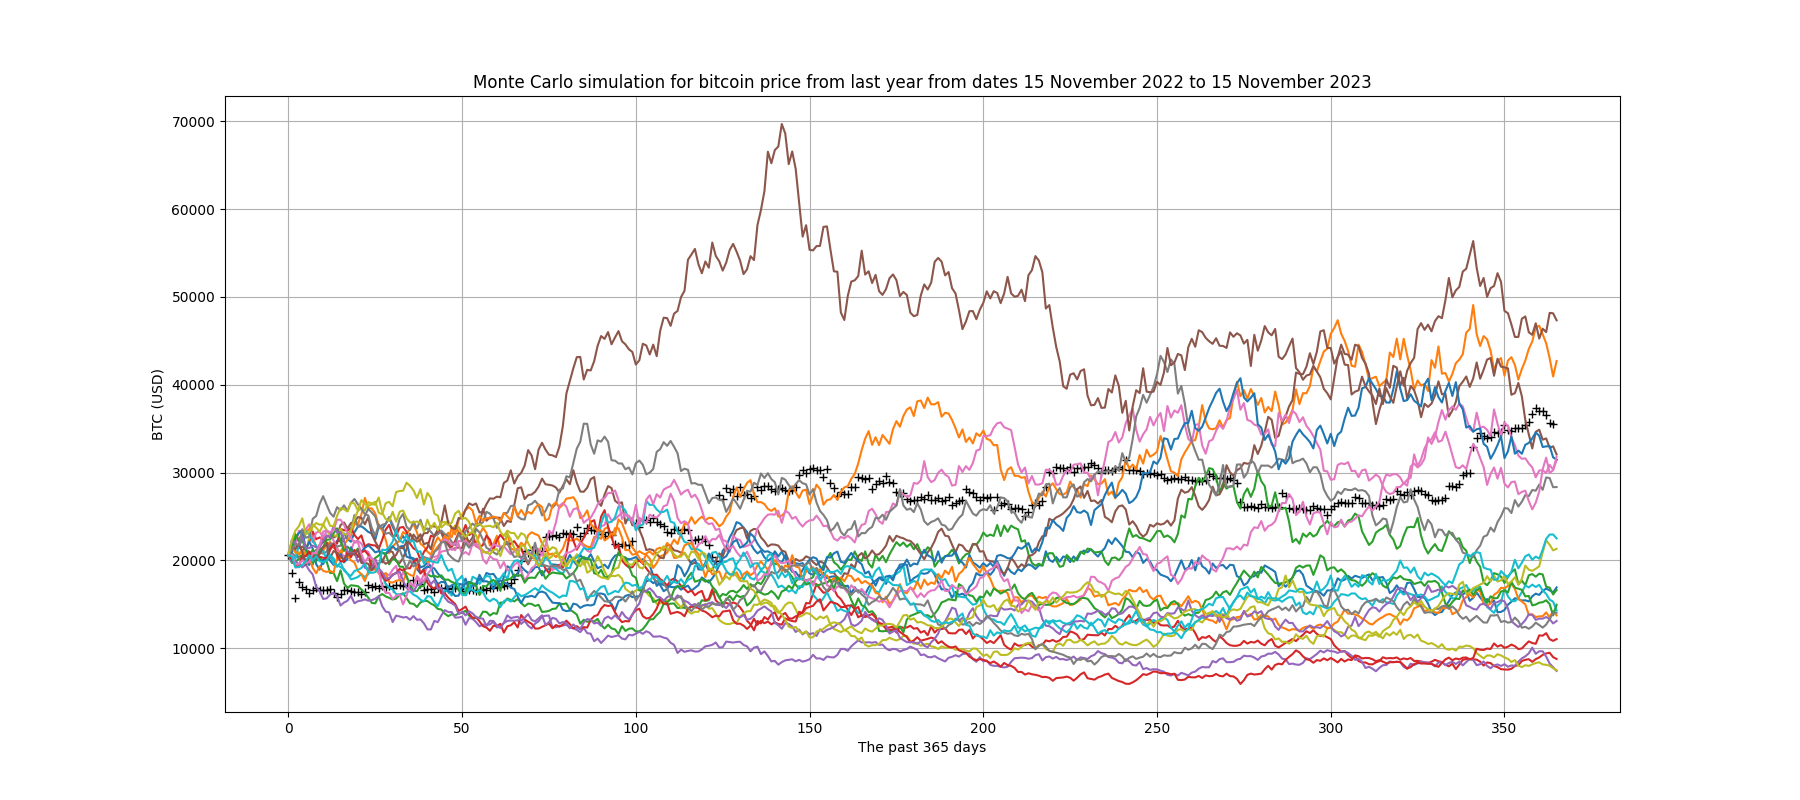 Monte Carlo simulation for bitcoin price from last year from dates 15 November 2022 to 15 November 2023
70000
60000
50000
40000
30000
20000
10000
BTC (USD)
0 50 100 150 200 250 300 350
The past 365 days